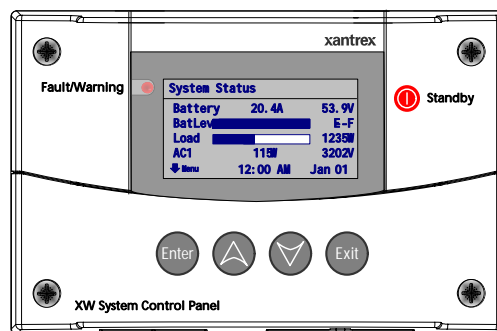 xantrex
Fault/Warning
System Status
Standby
Battery 20.4A 53.9V
BatLev E-F
Load 1235W
AC1 115W 3202V
Menu 12:00 AM Jan 01
Enter Exit
XW System Control Panel